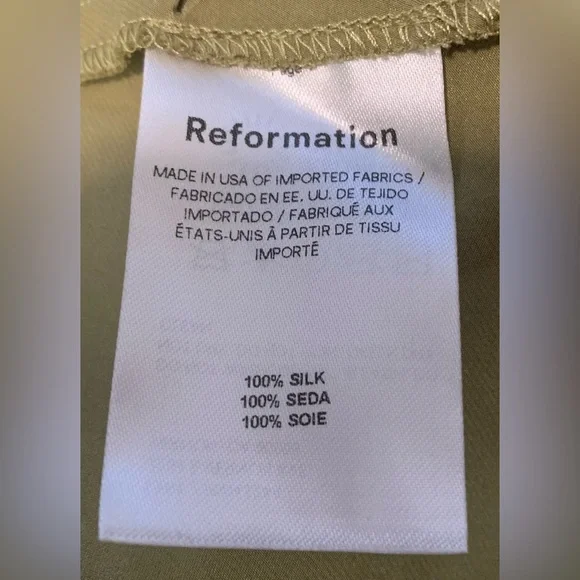 Reformation
MADE IN USA OF IMPORTED FABRICS /
FABRICADO EN EE. UU. DE TEJIDO
IMPORTADO / FABRIQUÉ AUX
ÉTATS-UNIS À PARTIR DE TISSU
IMPORTÉ
100% SILK
100% SEDA
100% SOIE